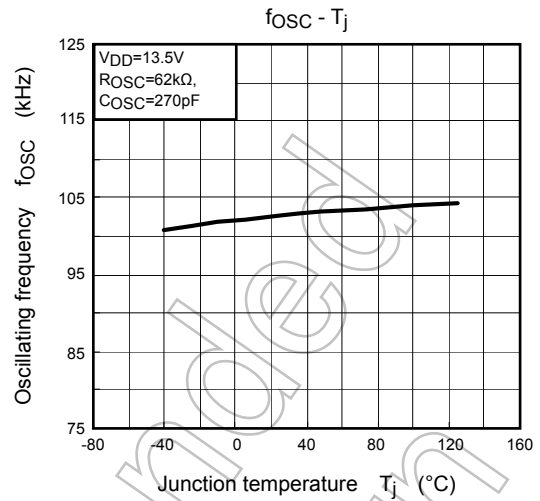 fOSC - Tj
VDD=13.5V
ROSC=62kΩ,
COSC=270pF
Oscillating frequency fOSC (kHz)
125
115
105
95
85
75
-80
-40
0
40
80
120
160
Junction temperature Tj (°C)